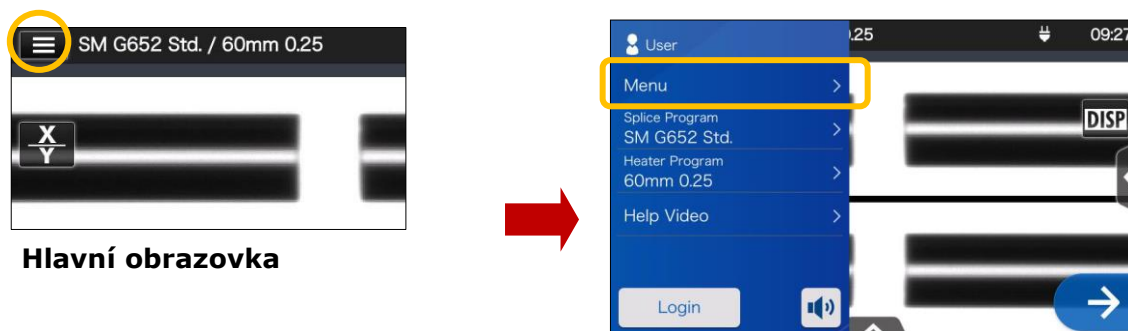 SM G652 Std. / 60mm 0.25
X
Y
Hlavní obrazovka
User
.25
09:27
Menu
Splice Program
SM G652 Std.
Heater Program
60mm 0.25
Help Video
Login
DISP